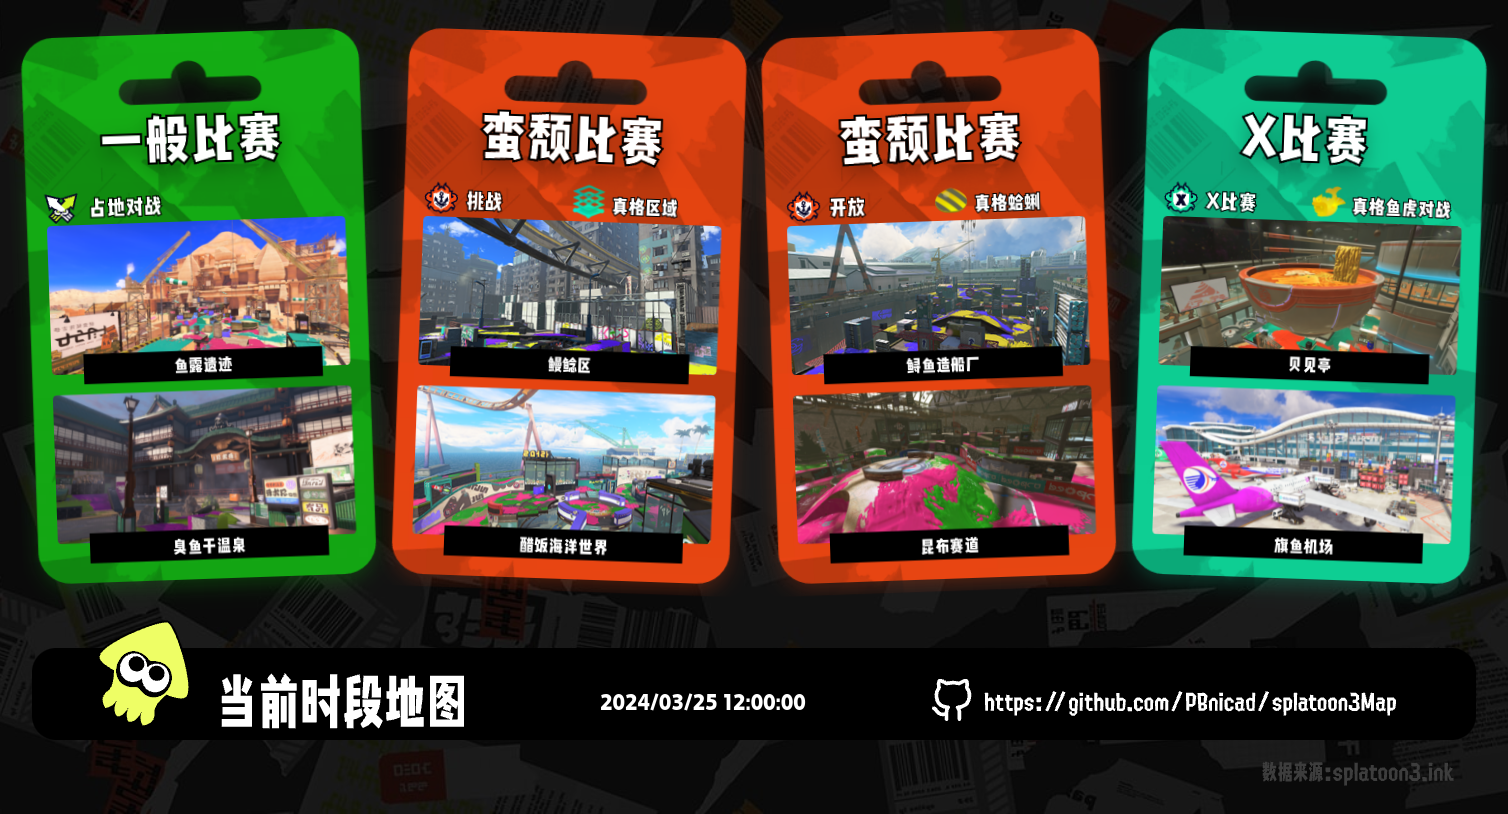 一般比赛
占地对战
鱼露遗迹
臭鱼干温泉
蛮颓比赛
挑战
真格区域
鳗鲶区
醋饭海洋世界
蛮颓比赛
开放
真格蛤蜊
鲟鱼造船厂
昆布赛道
X比赛
X比赛
真格鱼虎对战
贝见亭
旗鱼机场
当前时段地图
2024/03/25 12:00:00
https://github.com/PBnicad/splatoon3Map
数据来源:splatoon3.ink